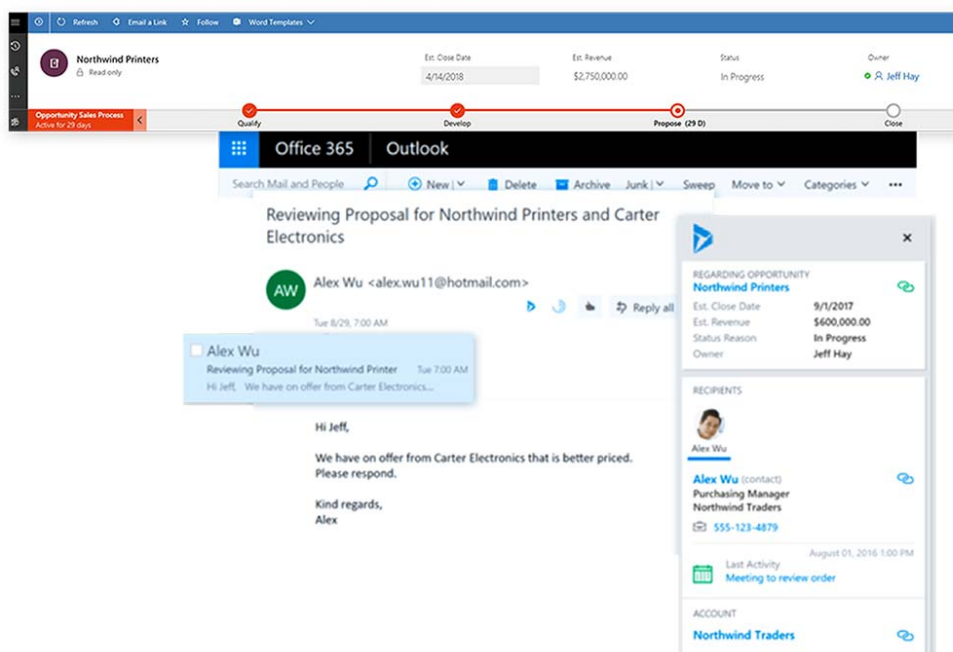 Refresh Email a Link Follow Word Templates
Northwind Printers
Read only
Est. Close Date Est. Revenue Status Owner
4/14/2018 $2,750,000.00 In Progress Jeff Hay
Opportunity Sales Process
Active for 29 days
Qualify Develop Propose (29 D) Close
Office 365 Outlook
Search Mail and People New Delete Archive Junk Sweep Move to Categories
Reviewing Proposal for Northwind Printers and Carter
Electronics
AW
Alex Wu <alex.wu11@hotmail.com>
Reply all
Tue 8/29, 7:00 AM
Alex Wu
Reviewing Proposal for Northwind Printer Tue 7:00 AM
Hi Jeff, We have on offer from Carter Electronics...
Hi Jeff,
We have on offer from Carter Electronics that is better priced.
Please respond.
Kind regards,
Alex
REGARDING OPPORTUNITY
Northwind Printers
Est. Close Date 9/1/2017
Est. Revenue $600,000.00
Status Reason In Progress
Owner Jeff Hay
RECIPIENTS
Alex Wu
Alex Wu (contact)
Purchasing Manager
Northwind Traders
555-123-4879
August 01, 2016 1:00 PM
Last Activity
Meeting to review order
ACCOUNT
Northwind Traders